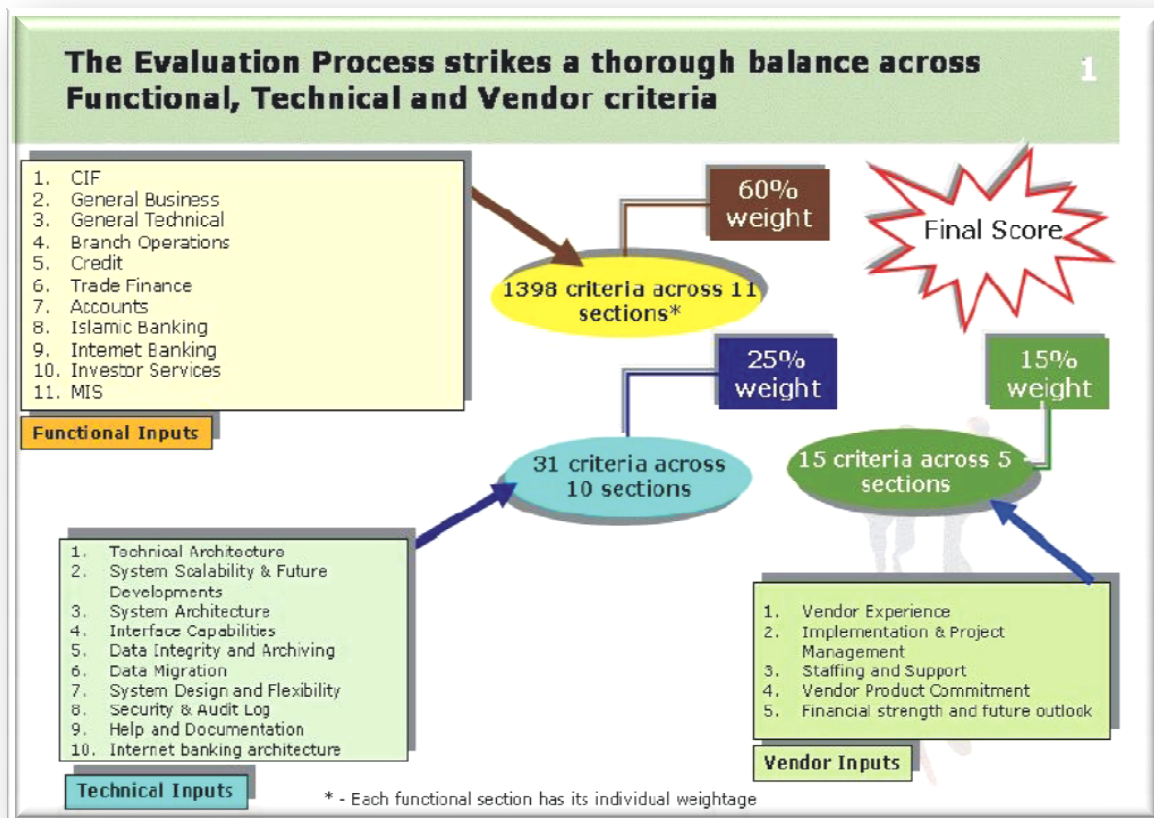 The Evaluation Process strikes a thorough balance across
Functional, Technical and Vendor criteria
1
1. CIF
2. General Business
3. General Technical
4. Branch Operations
5. Credit
6. Trade Finance
7. Accounts
8. Islamic Banking
9. Internet Banking
10. Investor Services
11. MIS
Functional Inputs
1398 criteria across 11
sections*
60%
weight
Final Score
25%
weight
15%
weight
31 criteria across
10 sections
15 criteria across 5
sections
1. Technical Architecture
2. System Scalability & Future
Developments
3. System Architecture
4. Interface Capabilities
5. Data Integrity and Archiving
6. Data Migration
7. System Design and Flexibility
8. Security & Audit Log
9. Help and Documentation
10. Internet banking architecture
Technical Inputs
1. Vendor Experience
2. Implementation & Project
Management
3. Staffing and Support
4. Vendor Product Commitment
5. Financial strength and future outlook
Vendor Inputs
* - Each functional section has its individual weightage